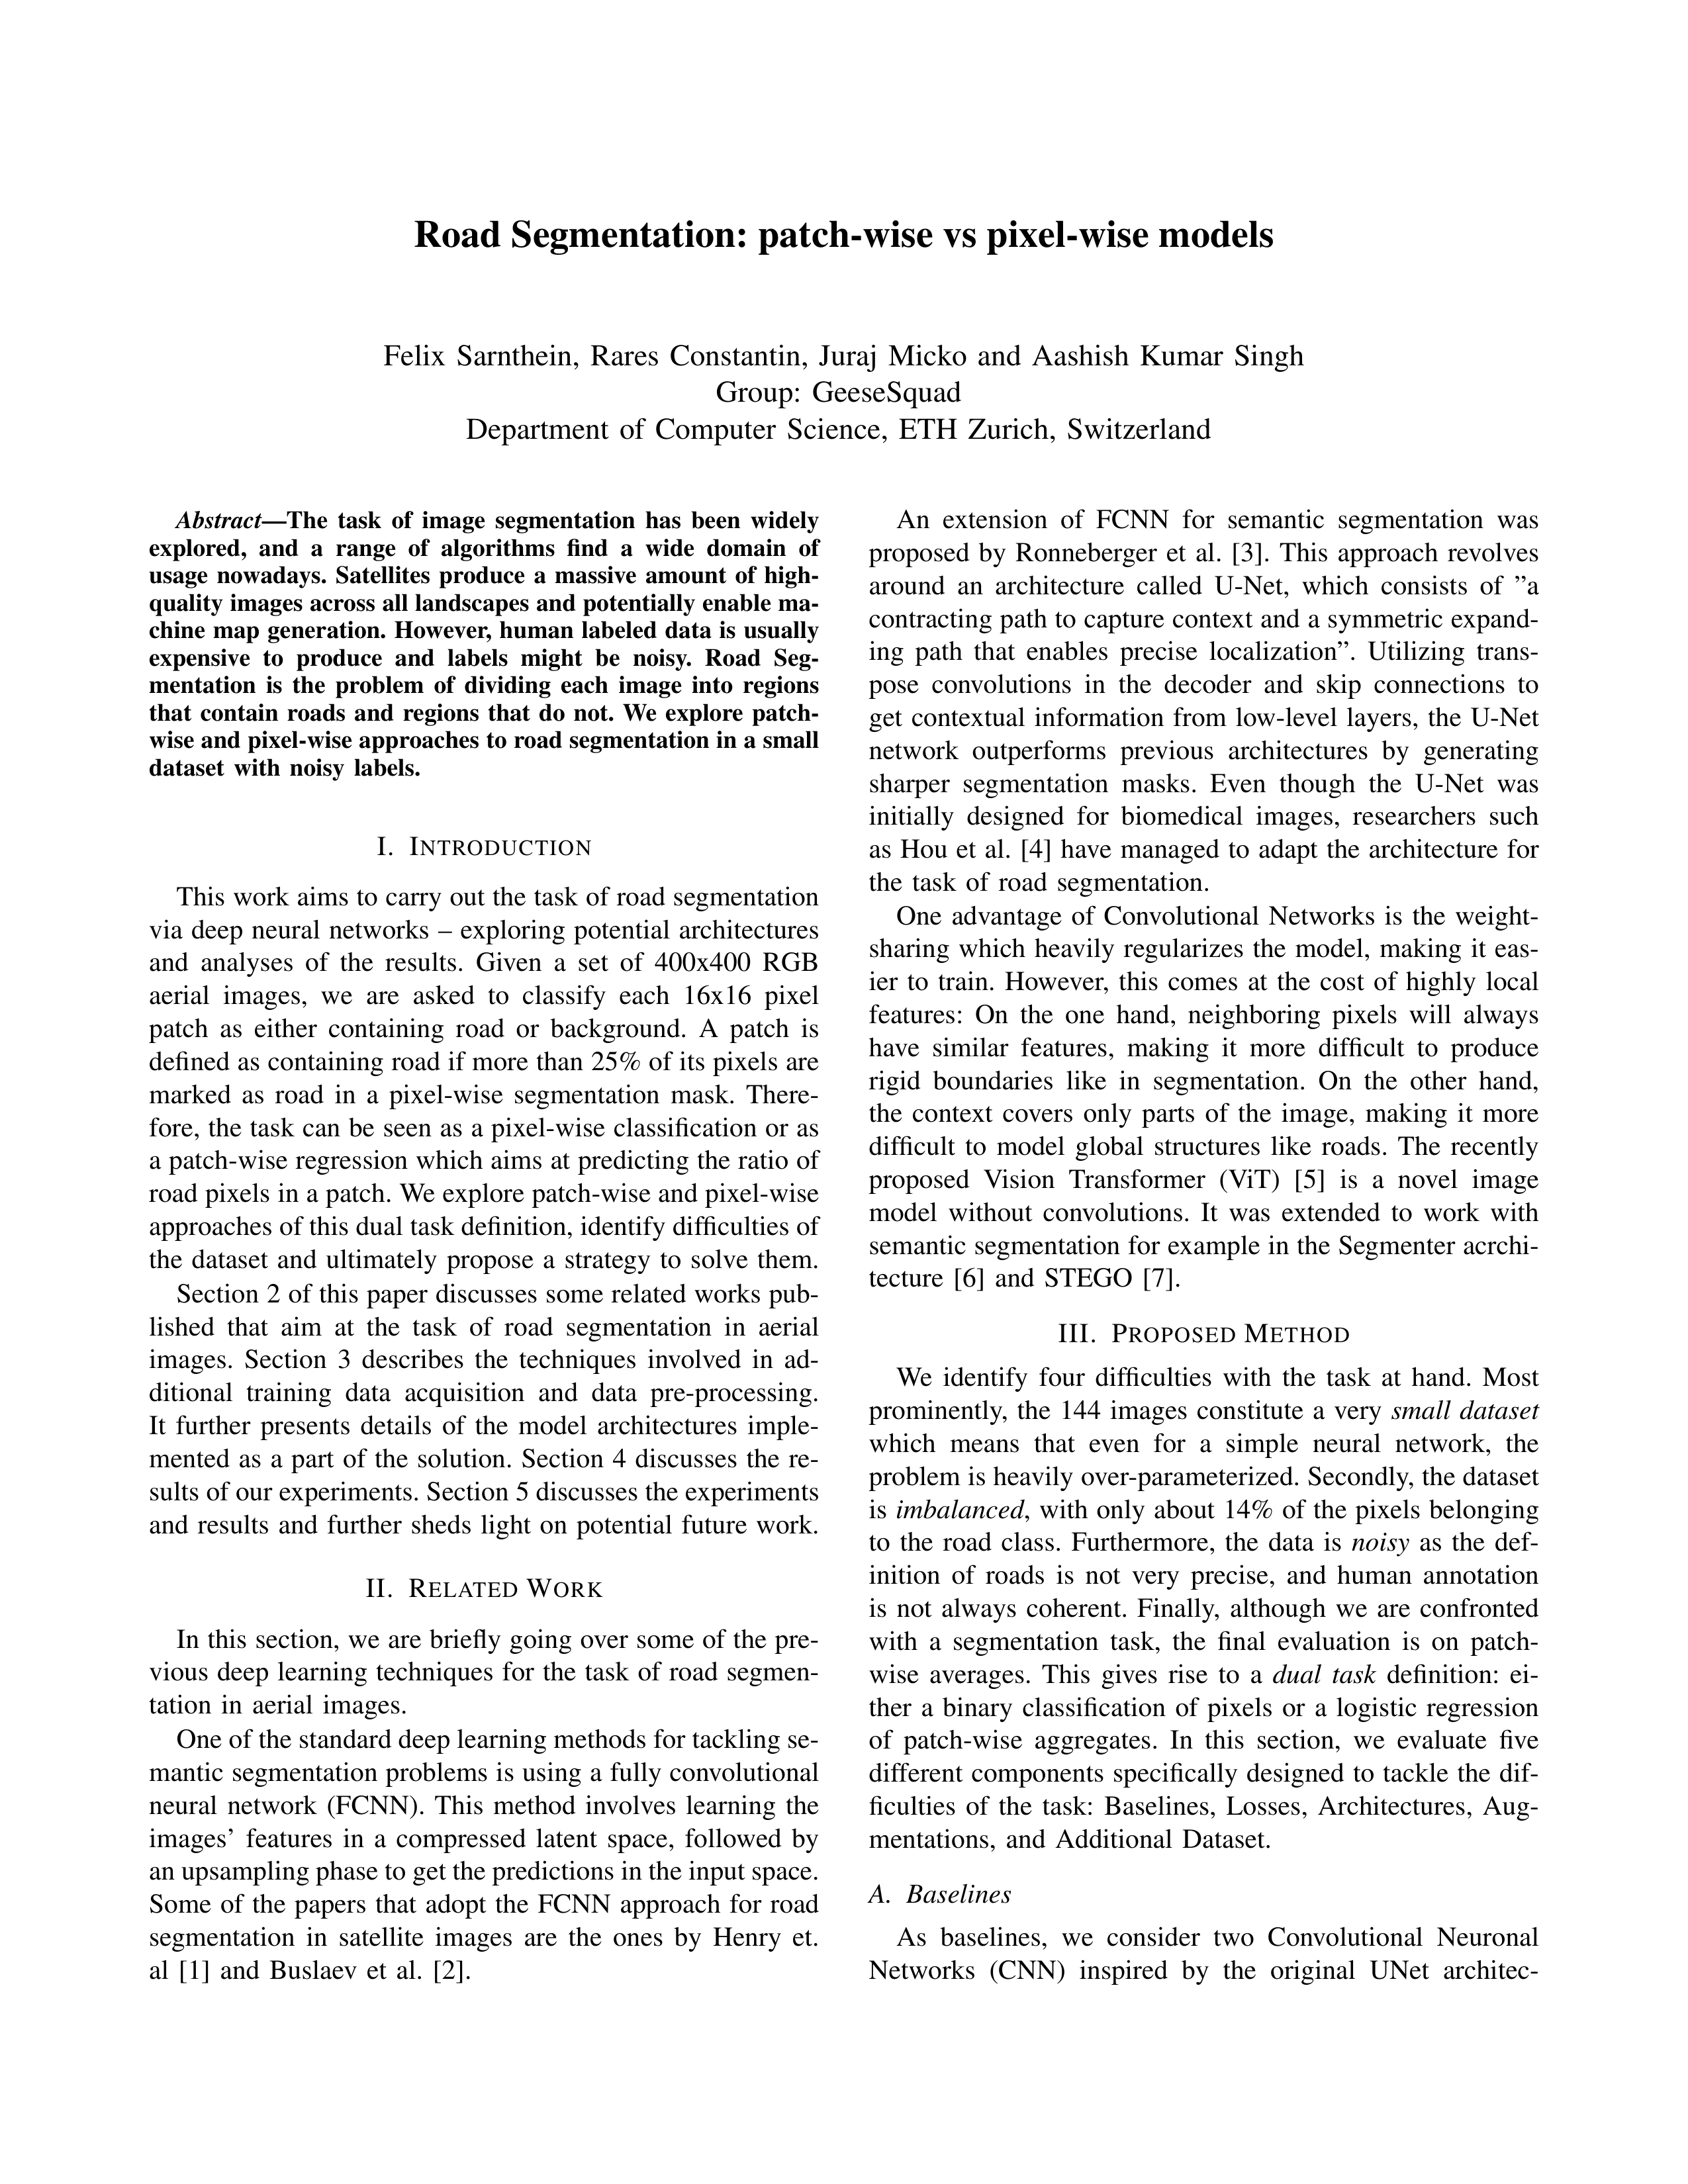 Road Segmentation: patch-wise vs pixel-wise models
Felix Sarnthein, Rares Constantin, Juraj Micko and Aashish Kumar Singh
Group: GeeseSquad
Department of Computer Science, ETH Zurich, Switzerland
Abstract—The task of image segmentation has been widely
explored, and a range of algorithms find a wide domain of
usage nowadays. Satellites produce a massive amount of high-
quality images across all landscapes and potentially enable ma-
chine map generation. However, human labeled data is usually
expensive to produce and labels might be noisy. Road Seg-
mentation is the problem of dividing each image into regions
that contain roads and regions that do not. We explore patch-
wise and pixel-wise approaches to road segmentation in a small
dataset with noisy labels.
I. INTRODUCTION
This work aims to carry out the task of road segmentation
via deep neural networks – exploring potential architectures
and analyses of the results. Given a set of 400x400 RGB
aerial images, we are asked to classify each 16x16 pixel
patch as either containing road or background. A patch is
defined as containing road if more than 25% of its pixels are
marked as road in a pixel-wise segmentation mask. There-
fore, the task can be seen as a pixel-wise classification or as
a patch-wise regression which aims at predicting the ratio of
road pixels in a patch. We explore patch-wise and pixel-wise
approaches of this dual task definition, identify difficulties of
the dataset and ultimately propose a strategy to solve them.
Section 2 of this paper discusses some related works pub-
lished that aim at the task of road segmentation in aerial
images. Section 3 describes the techniques involved in ad-
ditional training data acquisition and data pre-processing.
It further presents details of the model architectures imple-
mented as a part of the solution. Section 4 discusses the re-
sults of our experiments. Section 5 discusses the experiments
and results and further sheds light on potential future work.
II. RELATED WORK
In this section, we are briefly going over some of the pre-
vious deep learning techniques for the task of road segmen-
tation in aerial images.
One of the standard deep learning methods for tackling se-
mantic segmentation problems is using a fully convolutional
neural network (FCNN). This method involves learning the
images’ features in a compressed latent space, followed by
an upsampling phase to get the predictions in the input space.
Some of the papers that adopt the FCNN approach for road
segmentation in satellite images are the ones by Henry et.
al [1] and Buslaev et al. [2].
An extension of FCNN for semantic segmentation was
proposed by Ronneberger et al. [3]. This approach revolves
around an architecture called U-Net, which consists of ”a
contracting path to capture context and a symmetric expand-
ing path that enables precise localization”. Utilizing trans-
pose convolutions in the decoder and skip connections to
get contextual information from low-level layers, the U-Net
network outperforms previous architectures by generating
sharper segmentation masks. Even though the U-Net was
initially designed for biomedical images, researchers such
as Hou et al. [4] have managed to adapt the architecture for
the task of road segmentation.
One advantage of Convolutional Networks is the weight-
sharing which heavily regularizes the model, making it eas-
ier to train. However, this comes at the cost of highly local
features: On the one hand, neighboring pixels will always
have similar features, making it more difficult to produce
rigid boundaries like in segmentation. On the other hand,
the context covers only parts of the image, making it more
difficult to model global structures like roads. The recently
proposed Vision Transformer (ViT) [5] is a novel image
model without convolutions. It was extended to work with
semantic segmentation for example in the Segmenter acrchi-
tecture [6] and STEGO [7].
III. PROPOSED METHOD
We identify four difficulties with the task at hand. Most
prominently, the 144 images constitute a very small dataset
which means that even for a simple neural network, the
problem is heavily over-parameterized. Secondly, the dataset
is imbalanced, with only about 14% of the pixels belonging
to the road class. Furthermore, the data is noisy as the def-
inition of roads is not very precise, and human annotation
is not always coherent. Finally, although we are confronted
with a segmentation task, the final evaluation is on patch-
wise averages. This gives rise to a dual task definition: ei-
ther a binary classification of pixels or a logistic regression
of patch-wise aggregates. In this section, we evaluate five
different components specifically designed to tackle the dif-
ficulties of the task: Baselines, Losses, Architectures, Aug-
mentations, and Additional Dataset.
A. Baselines
As baselines, we consider two Convolutional Neuronal
Networks (CNN) inspired by the original UNet architec-